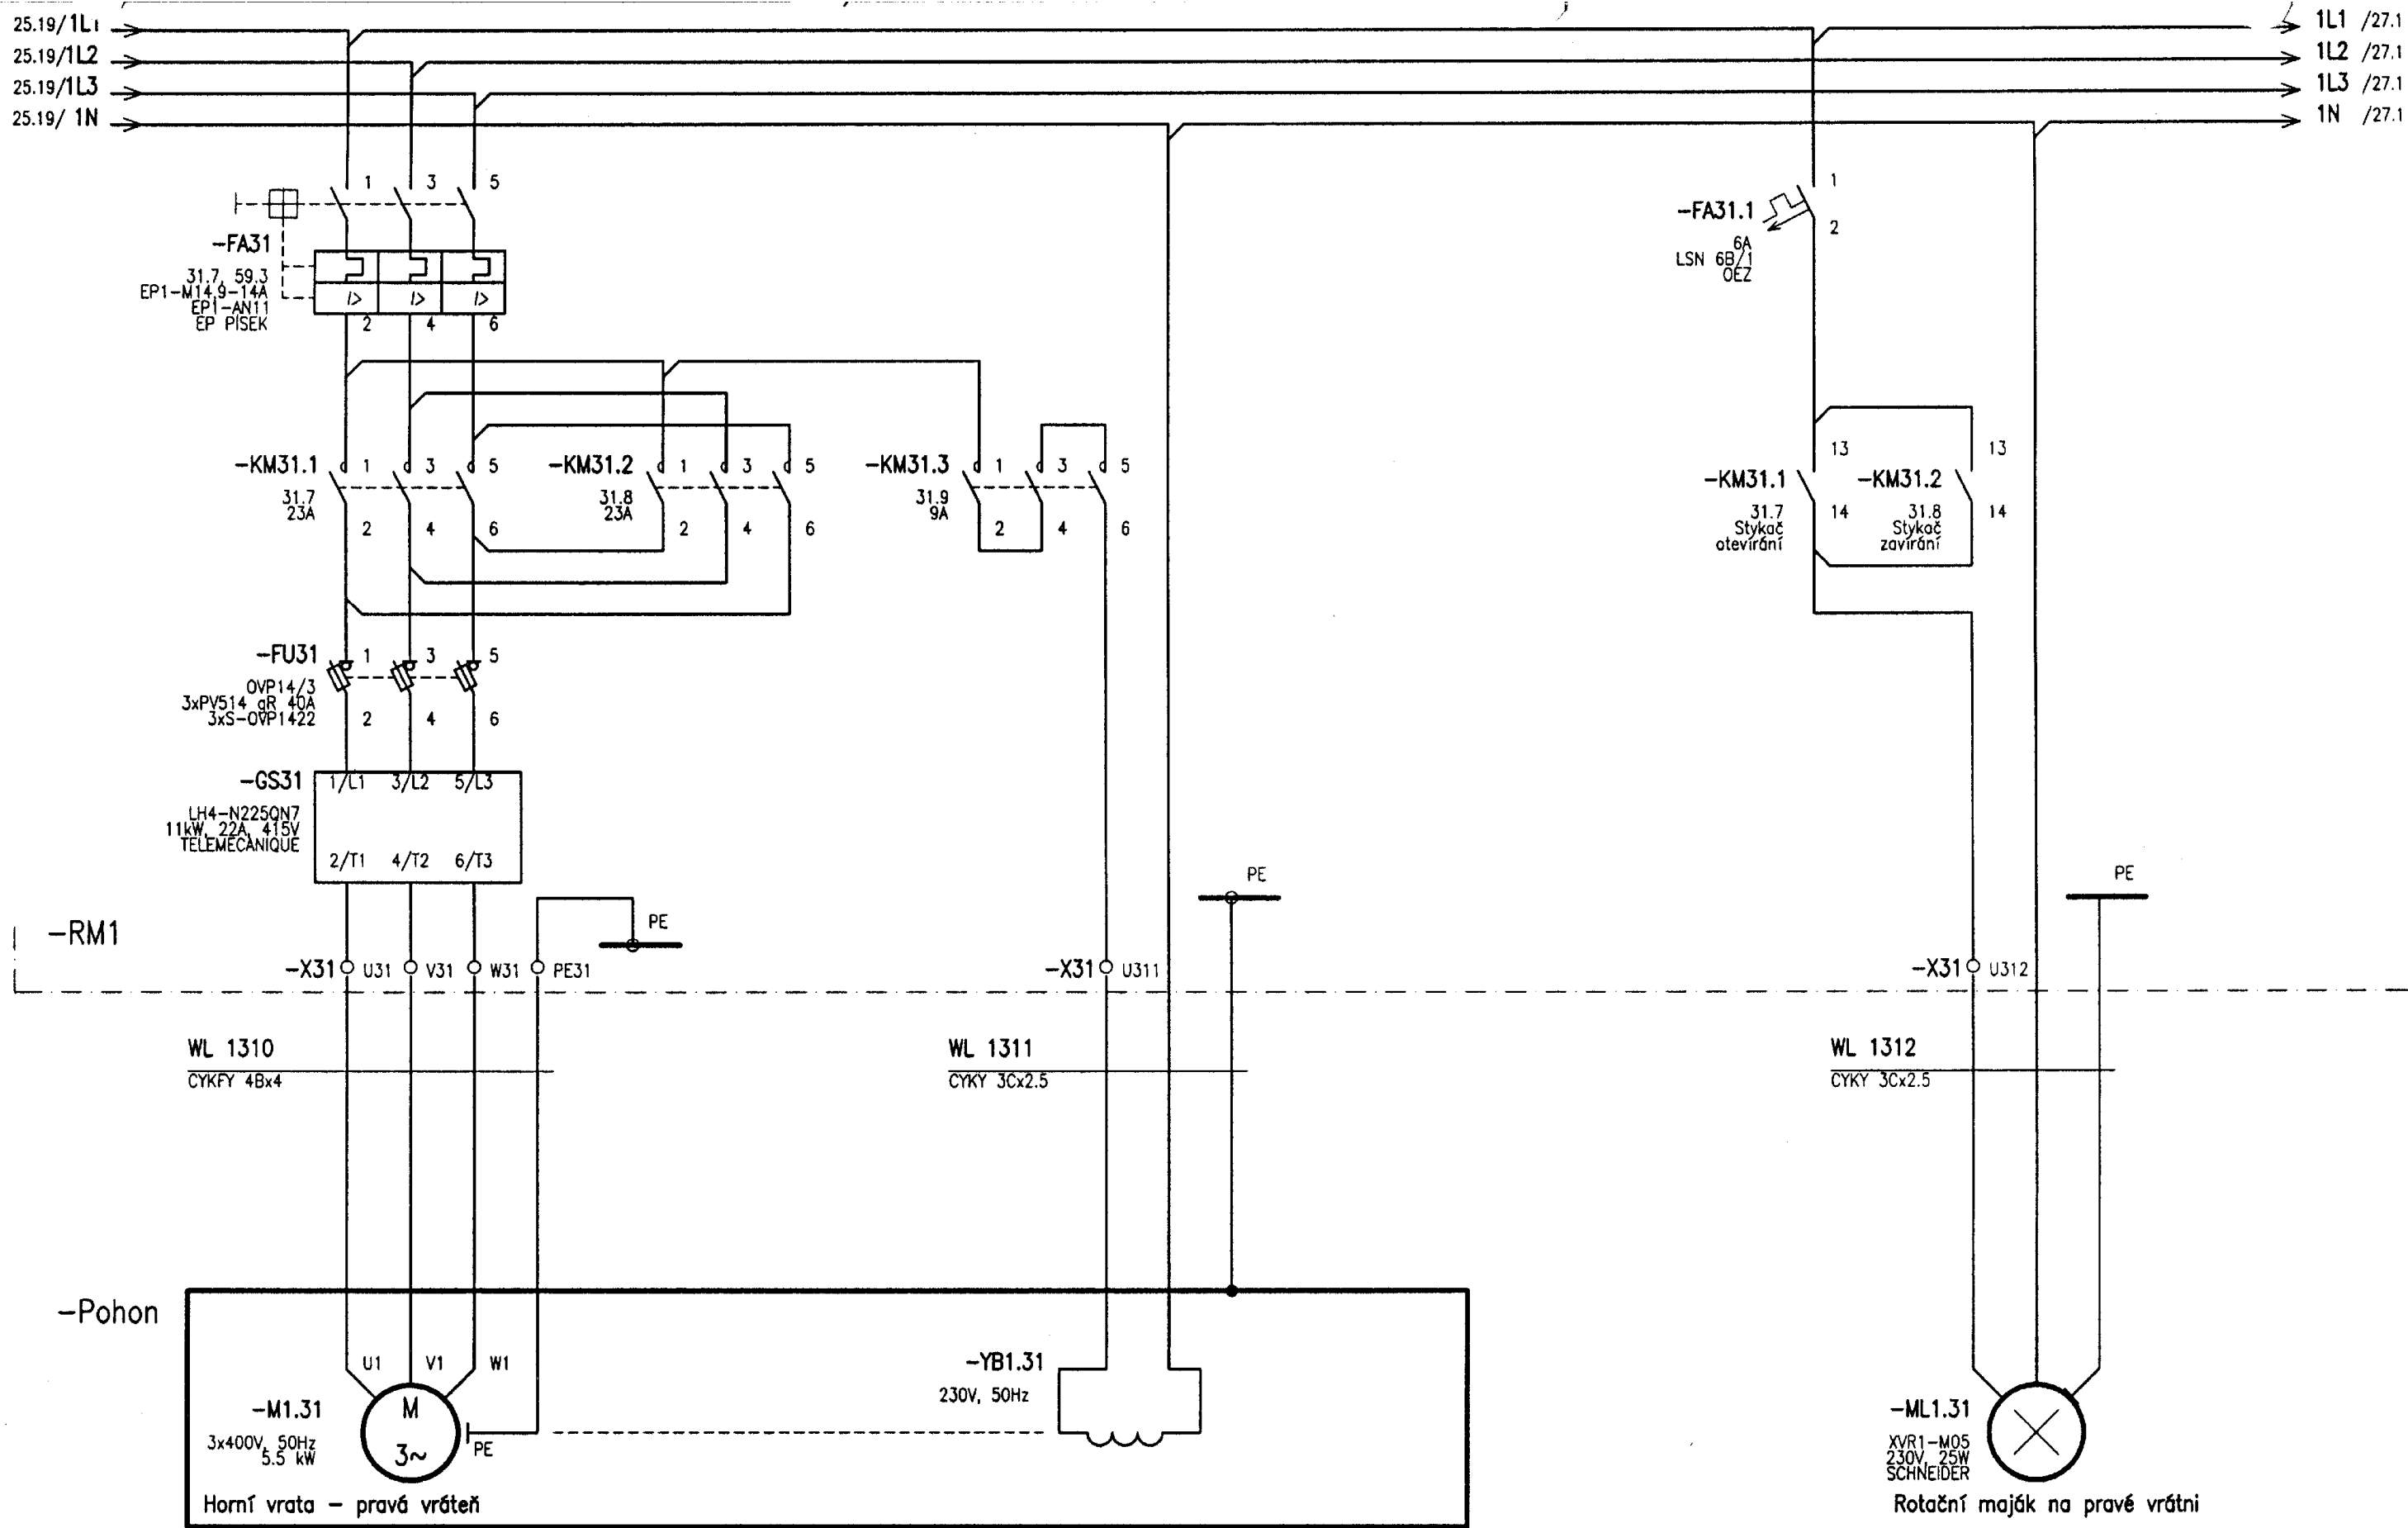 25.19/1L1
1L1 /27.1
25.19/1L2
1L2 /27.1
25.19/1L3
1L3 /27.1
25.19/ 1N
1N /27.1
1 3 5
-FA31
31.7, 59.3
EP1-M14,9-14A
EP1-AN11
EP PÍSEK
I> I> I>
2 4 6
1
-FA31.1
2
6A
LSN 6B/1
OEZ
-KM31.1 1 3 5
31.7
23A
2 4 6
-KM31.2 1 3 5
31.8
23A
2 4 6
-KM31.3 1 3 5
31.9
9A
2 4 6
13
-KM31.1
31.7 14
Stykač
otevírání
13
-KM31.2
31.8 14
Stykač
zavírání
-FU31 1 3 5
OVP14/3
3xPV514 gR 40A
3xS-OVP1422
2 4 6
-GS31 1/L1 3/L2 5/L3
LH4-N225QN7
11kW, 22A, 415V
TELEMECANIQUE
2/T1 4/T2 6/T3
PE
PE
PE
-RM1
-X31 U31 V31 W31 PE31
-X31 U311
-X31 U312
WL 1310
CYKFY 4Bx4
WL 1311
CYKY 3Cx2.5
WL 1312
CYKY 3Cx2.5
-Pohon
U1 V1 W1
-M1.31
3x400V, 50Hz
5.5 kW
M
3~
PE
-YB1.31
230V, 50Hz
-ML1.31
XVR1-M05
230V, 25W
SCHNEIDER
Horní vrata - pravá vráteň
Rotační maják na pravé vrátni